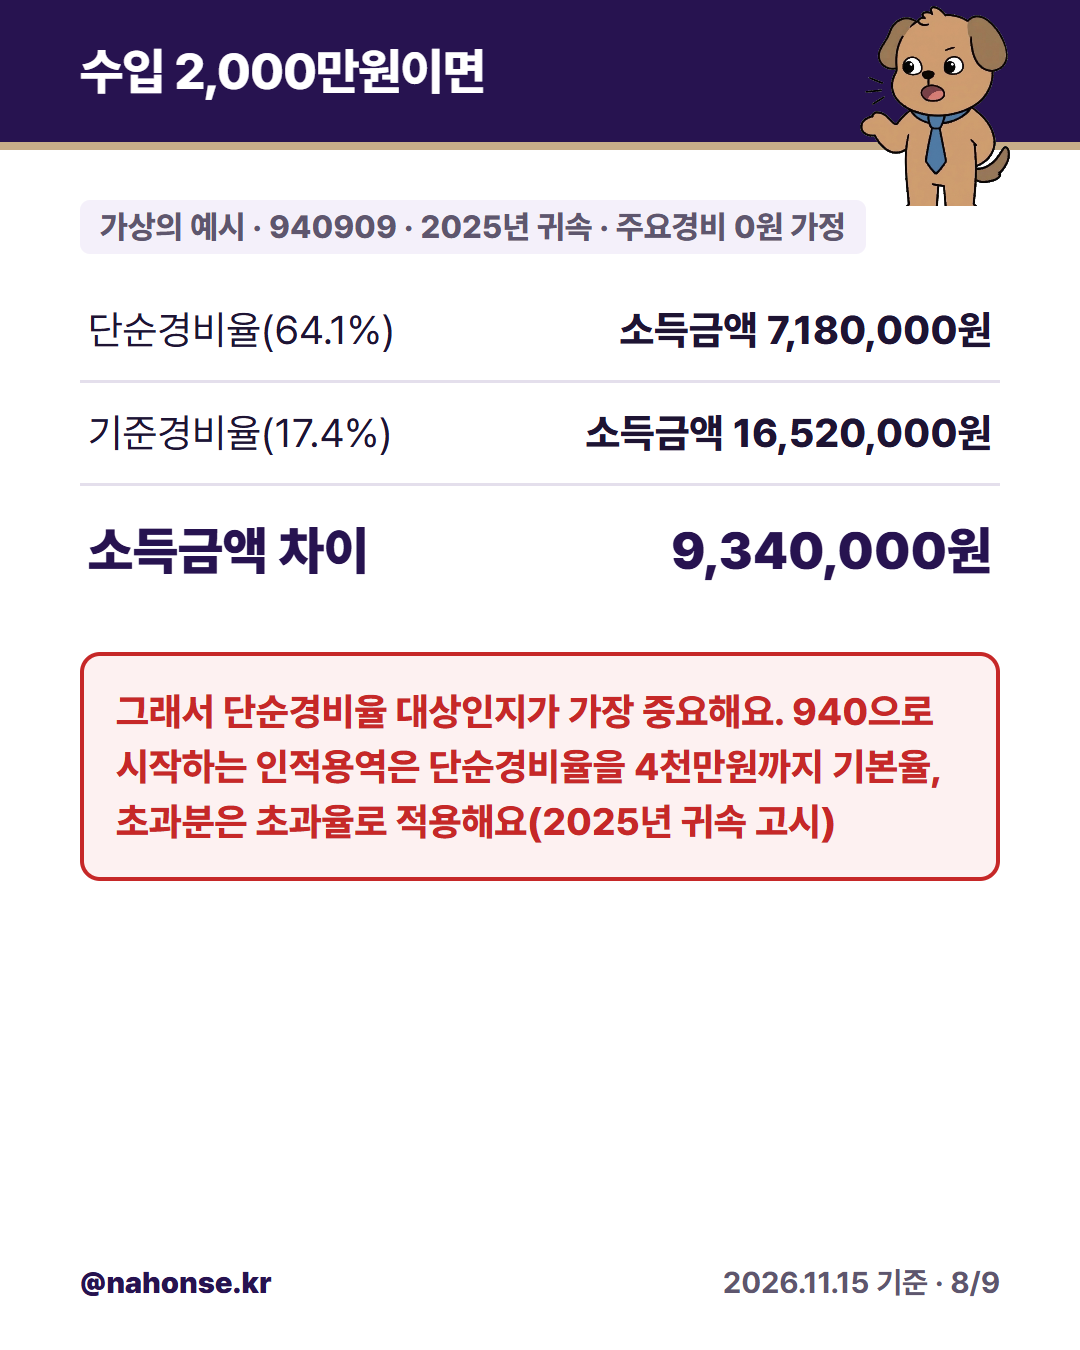 수입 2,000만원이면
가상의 예시 · 940909 · 2025년 귀속 · 주요경비 0원 가정
단순경비율(64.1%) 소득금액 7,180,000원
기준경비율(17.4%) 소득금액 16,520,000원
소득금액 차이 9,340,000원
그래서 단순경비율 대상인지가 가장 중요해요. 940으로
시작하는 인적용역은 단순경비율을 4천만원까지 기본율,
초과분은 초과율로 적용해요(2025년 귀속 고시)
@nahonse.kr 2026.11.15 기준 · 8/9